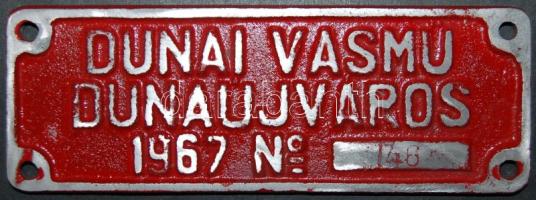 DUNAI VASMU
DUNAUJVAROS
1967 Nº 146